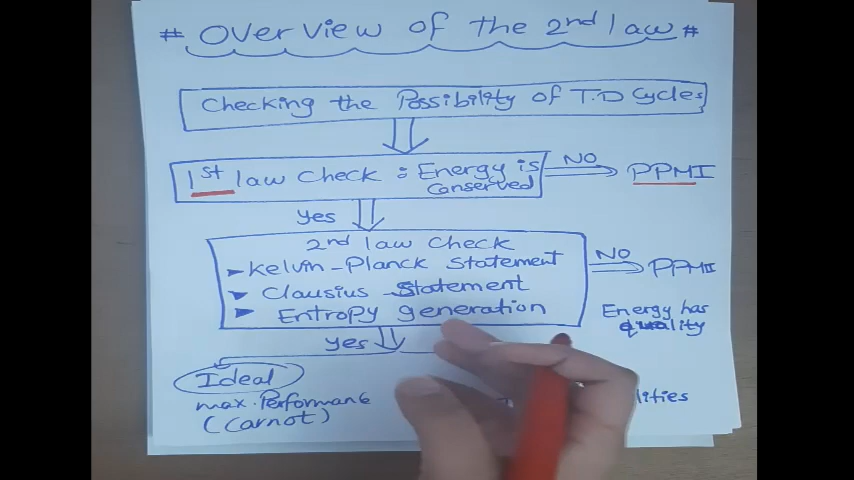 # Overview of the 2nd law #
Checking the Possibility of T.D Cycles
1st law check : Energy is
conserved
NO
PPMI
Yes
2nd law check
Kelvin-Planck Statement
Clausius Statement
Entropy generation
NO
PPMII
Energy has
quality
Yes
Ideal
max. Performance
(Carnot)